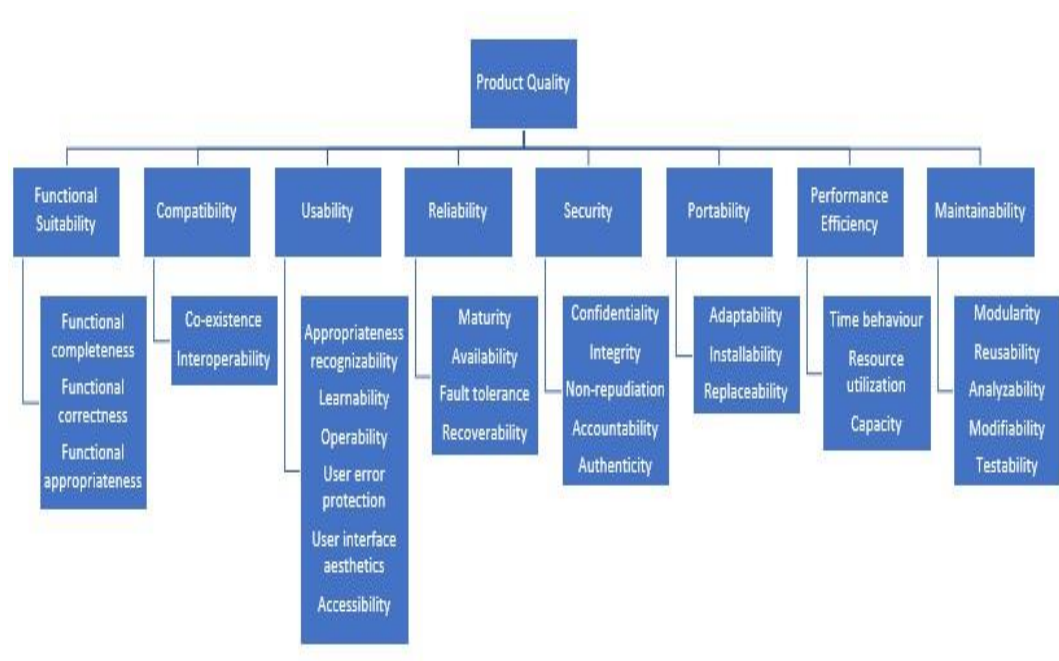 Product Quality
Functional
Suitability
Compatibility
Usability
Reliability
Security
Portability
Performance
Efficiency
Maintainability
Functional
completeness
Functional
correctness
Functional
appropriateness
Co-existence
Interoperability
Appropriateness
recognizability
Learnability
Operability
User error
protection
User interface
aesthetics
Accessibility
Maturity
Availability
Fault tolerance
Recoverability
Confidentiality
Integrity
Non-repudiation
Accountability
Authenticity
Adaptability
Installability
Replaceability
Time behaviour
Resource
utilization
Capacity
Modularity
Reusability
Analyzability
Modifiability
Testability